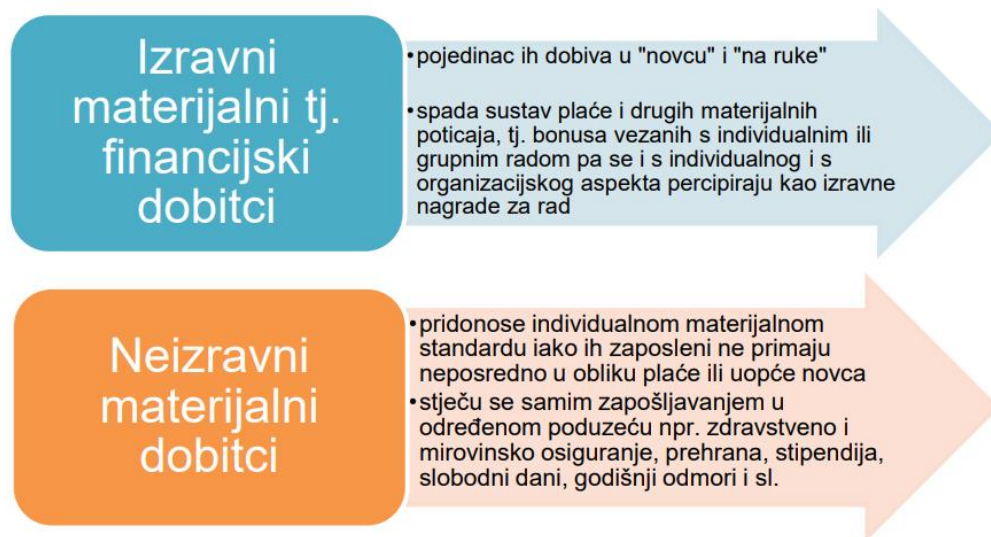 Izravni
materijalni tj.
financijski
dobitci
•pojedinac ih dobiva u "novcu" i "na ruke"
•spada sustav plaće i drugih materijalnih
poticaja, tj. bonusa vezanih s individualnim ili
grupnim radom pa se i s individualnog i s
organizacijskog aspekta percipiraju kao izravne
nagrade za rad
Neizravni
materijalni
dobitci
•pridonose individualnom materijalnom
standardu iako ih zaposleni ne primaju
neposredno u obliku plaće ili uopće novca
•stječu se samim zapošljavanjem u
određenom poduzeću npr. zdravstveno i
mirovinsko osiguranje, prehrana, stipendija,
slobodni dani, godišnji odmori i sl.